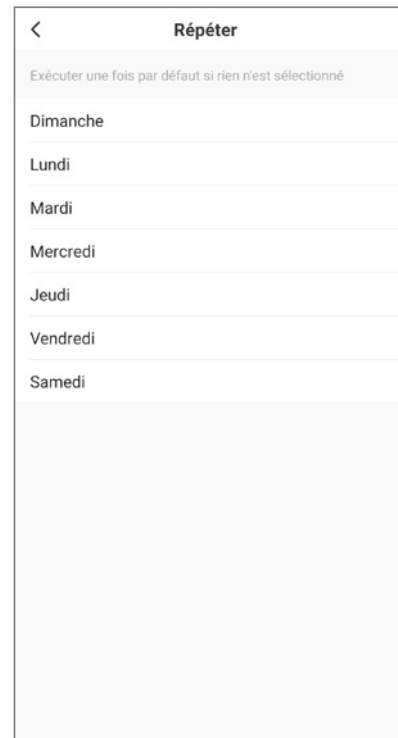 Répéter
Exécuter une fois par défaut si rien n'est sélectionné
Dimanche
Lundi
Mardi
Mercredi
Jeudi
Vendredi
Samedi